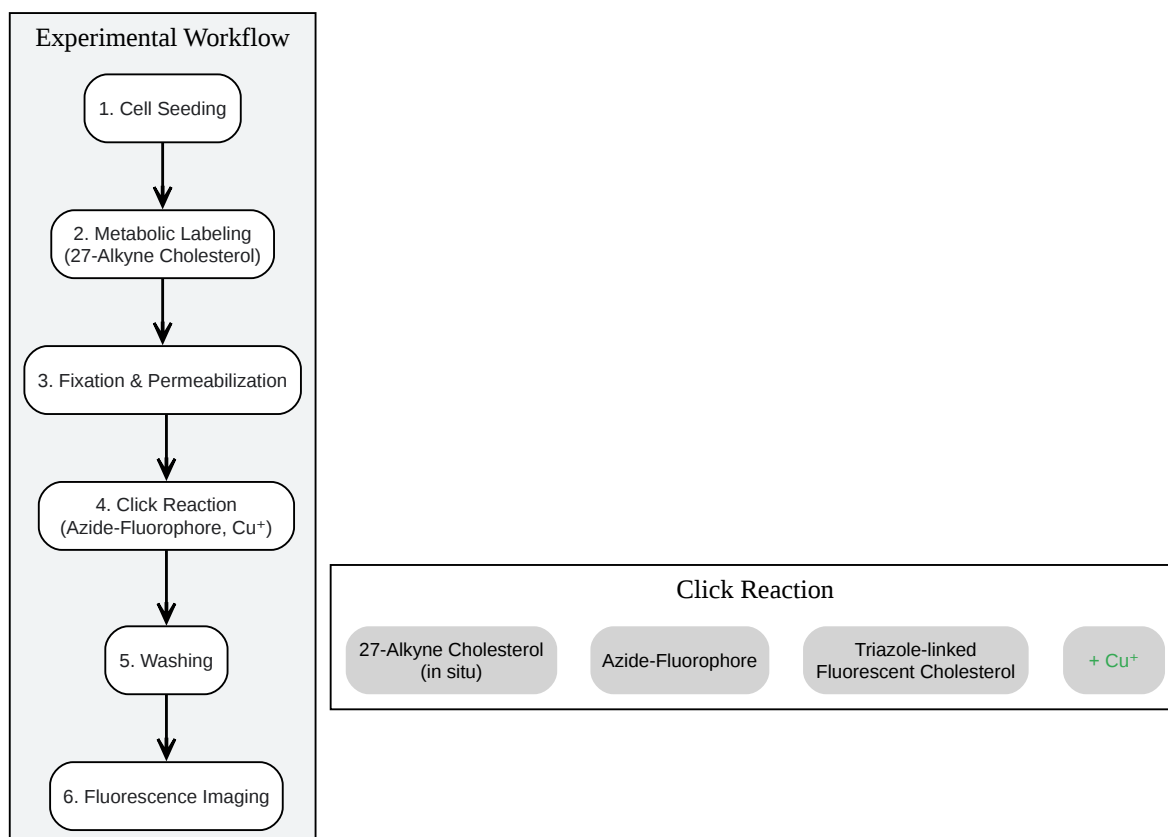 Experimental Workflow
1. Cell Seeding
2. Metabolic Labeling
(27-Alkyne Cholesterol)
3. Fixation & Permeabilization
4. Click Reaction
(Azide-Fluorophore, Cu⁺)
5. Washing
6. Fluorescence Imaging
Click Reaction
27-Alkyne Cholesterol
(in situ)
Azide-Fluorophore
Triazole-linked
Fluorescent Cholesterol
+ Cu⁺